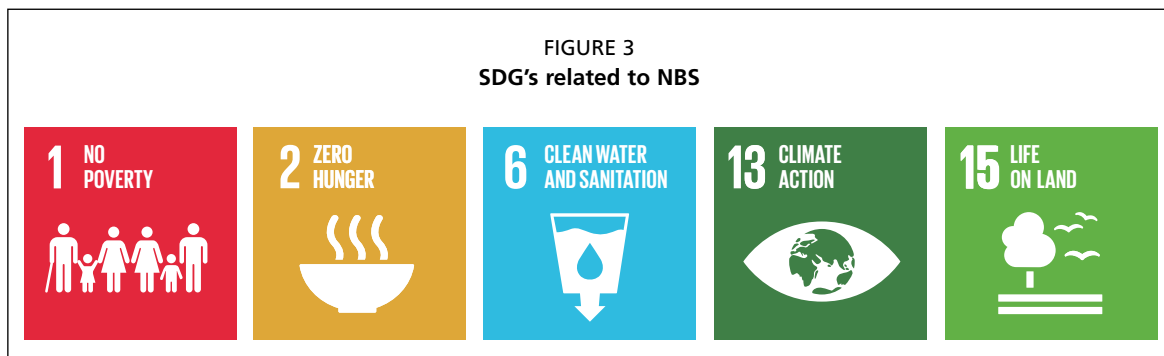 FIGURE 3
SDG's related to NBS
1 NO
POVERTY
2 ZERO
HUNGER
6 CLEAN WATER
AND SANITATION
13 CLIMATE
ACTION
15 LIFE
ON LAND